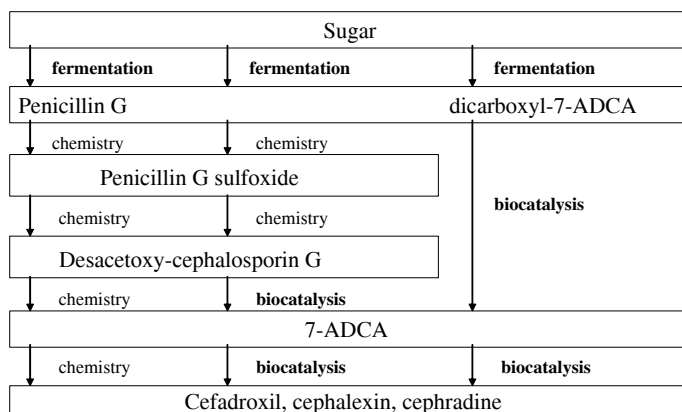 Sugar
fermentation fermentation fermentation
Penicillin G dicarboxyl-7-ADCA
chemistry chemistry
Penicillin G sulfoxide
biocatalysis
chemistry chemistry
Desacetoxy-cephalosporin G
chemistry biocatalysis
7-ADCA
chemistry biocatalysis biocatalysis
Cefadroxil, cephalexin, cephradine